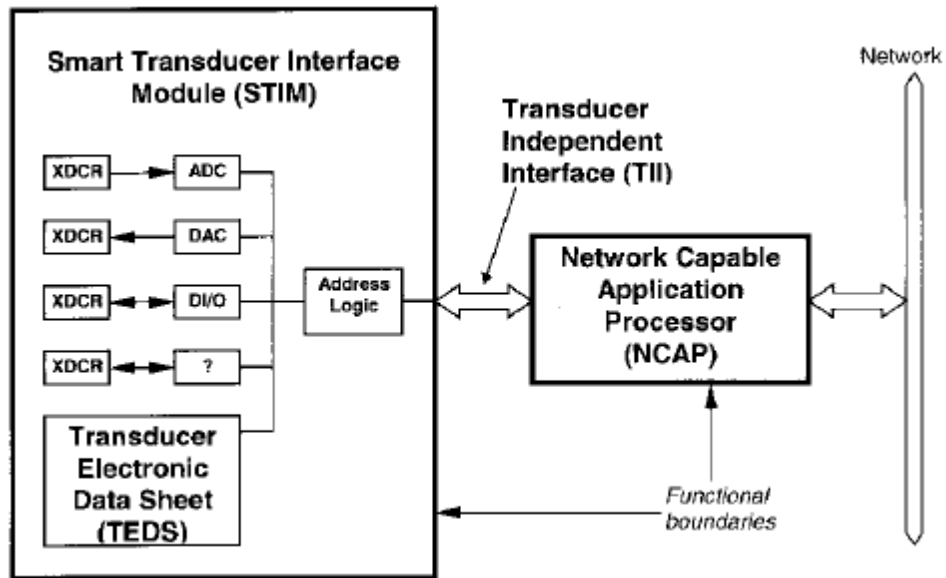 Smart Transducer Interface
Module (STIM)
XDCR
ADC
XDCR
DAC
XDCR
DI/O
XDCR
?
Address
Logic
Transducer
Electronic
Data Sheet
(TEDS)
Transducer
Independent
Interface (TII)
Network Capable
Application
Processor
(NCAP)
Network
Functional
boundaries